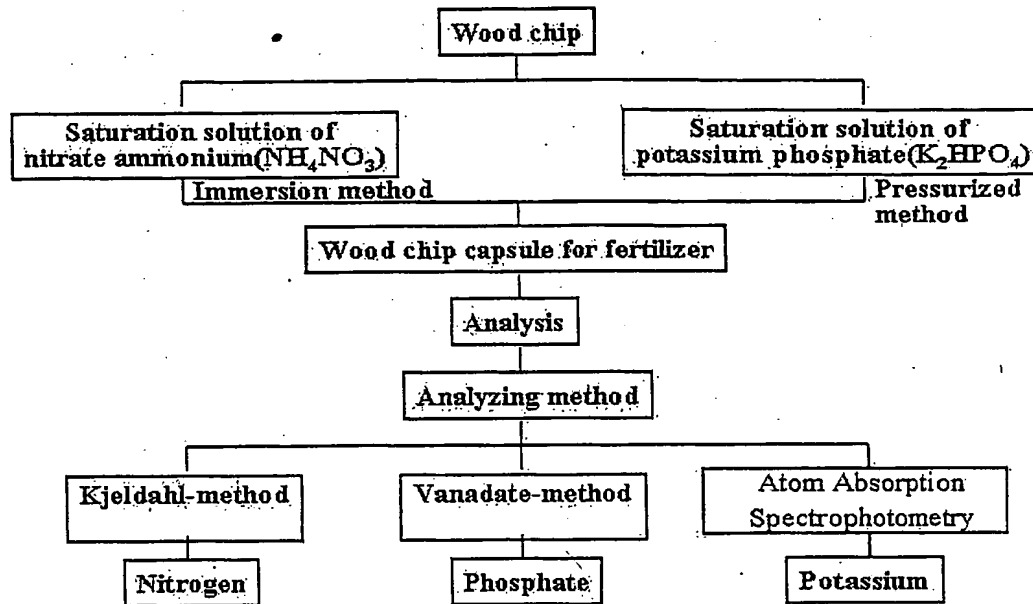 Wood chip
Saturation solution of
nitrate ammonium(NH₄NO₃)
Saturation solution of
potassium phosphate(K₂HPO₄)
Immersion method
Pressurized
method
Wood chip capsule for fertilizer
Analysis
Analyzing method
Kjeldahl-method
Vanadate-method
Atom Absorption
Spectrophotometry
Nitrogen
Phosphate
Potassium